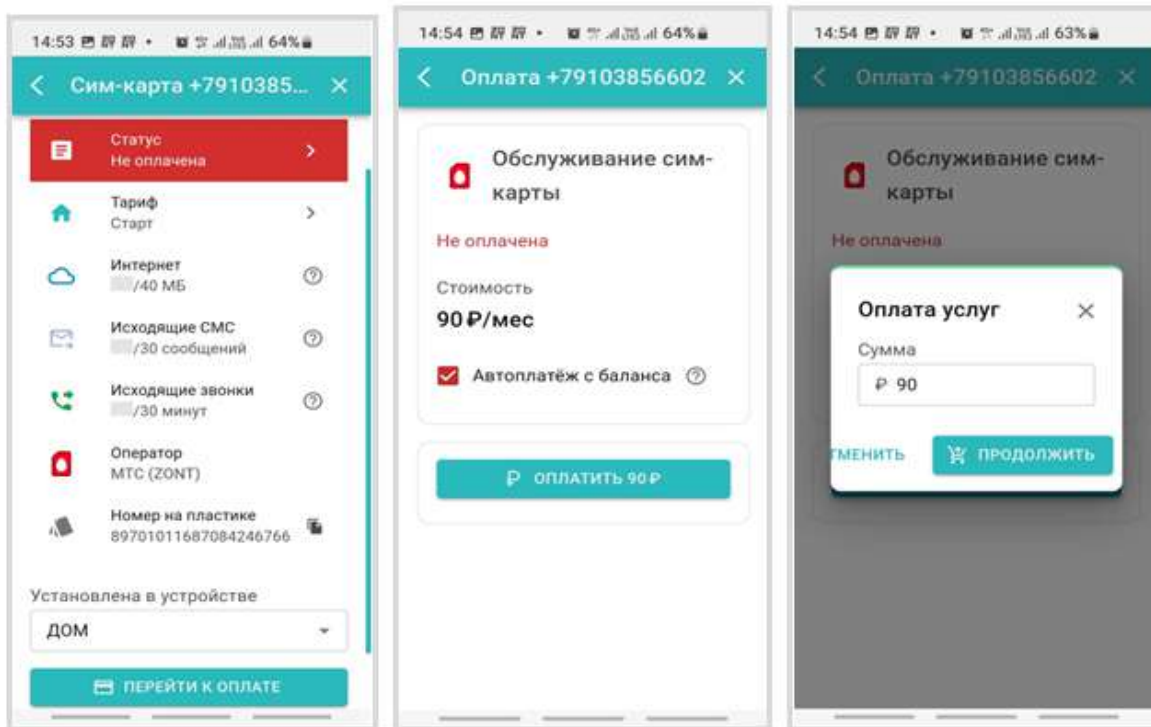 14:53 64%
Сим-карта +7910385...
Статус
Не оплачена
Тариф
Старт
Интернет
/40 МБ
Исходящие СМС
/30 сообщений
Исходящие звонки
/30 минут
Оператор
МТС (ZONT)
Номер на пластике
89701011687084246766
Установлена в устройстве
ДОМ
ПЕРЕЙТИ К ОПЛАТЕ
14:54 64%
Оплата +79103856602
Обслуживание сим-
карты
Не оплачена
Стоимость
90 ₽/мес
Автоплатёж с баланса
₽ ОПЛАТИТЬ 90 ₽
14:54 63%
Оплата +79103856602
Обслуживание сим-
карты
Не оплачена
Оплата услуг
Сумма
₽ 90
ТМЕНИТЬ ПРОДОЛЖИТЬ